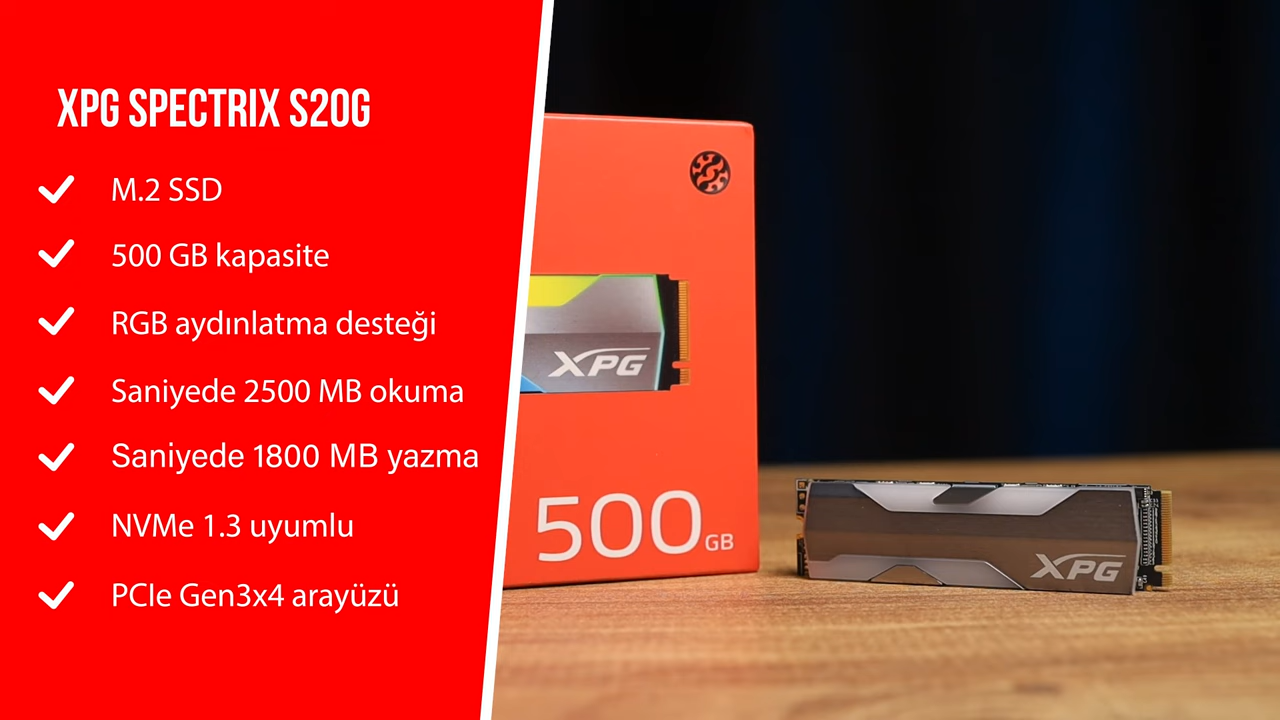 XPG SPECTRIX S20G
M.2 SSD
500 GB kapasite
RGB aydınlatma desteği
Saniyede 2500 MB okuma
Saniyede 1800 MB yazma
NVMe 1.3 uyumlu
PCIe Gen3x4 arayüzü
XPG
500 GB
XPG